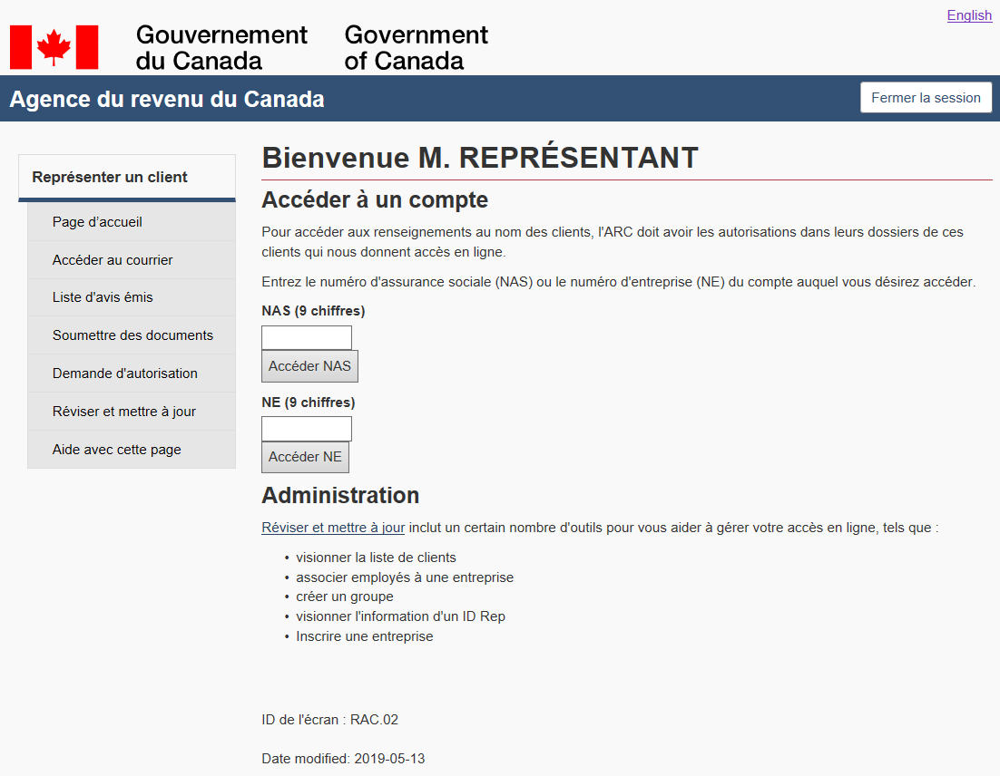 English
Gouvernement
du Canada
Government
of Canada
Agence du revenu du Canada
Fermer la session
Représenter un client
Page d'accueil
Accéder au courrier
Liste d'avis émis
Soumettre des documents
Demande d'autorisation
Réviser et mettre à jour
Aide avec cette page
Bienvenue M. REPRÉSENTANT
Accéder à un compte
Pour accéder aux renseignements au nom des clients, l'ARC doit avoir les autorisations dans leurs dossiers de ces
clients qui nous donnent accès en ligne.
Entrez le numéro d'assurance sociale (NAS) ou le numéro d'entreprise (NE) du compte auquel vous désirez accéder.
NAS (9 chiffres)
Accéder NAS
NE (9 chiffres)
Accéder NE
Administration
Réviser et mettre à jour inclut un certain nombre d'outils pour vous aider à gérer votre accès en ligne, tels que :
• visionner la liste de clients
• associer employés à une entreprise
• créer un groupe
• visionner l'information d'un ID Rep
• Inscrire une entreprise
ID de l'écran : RAC.02
Date modified: 2019-05-13